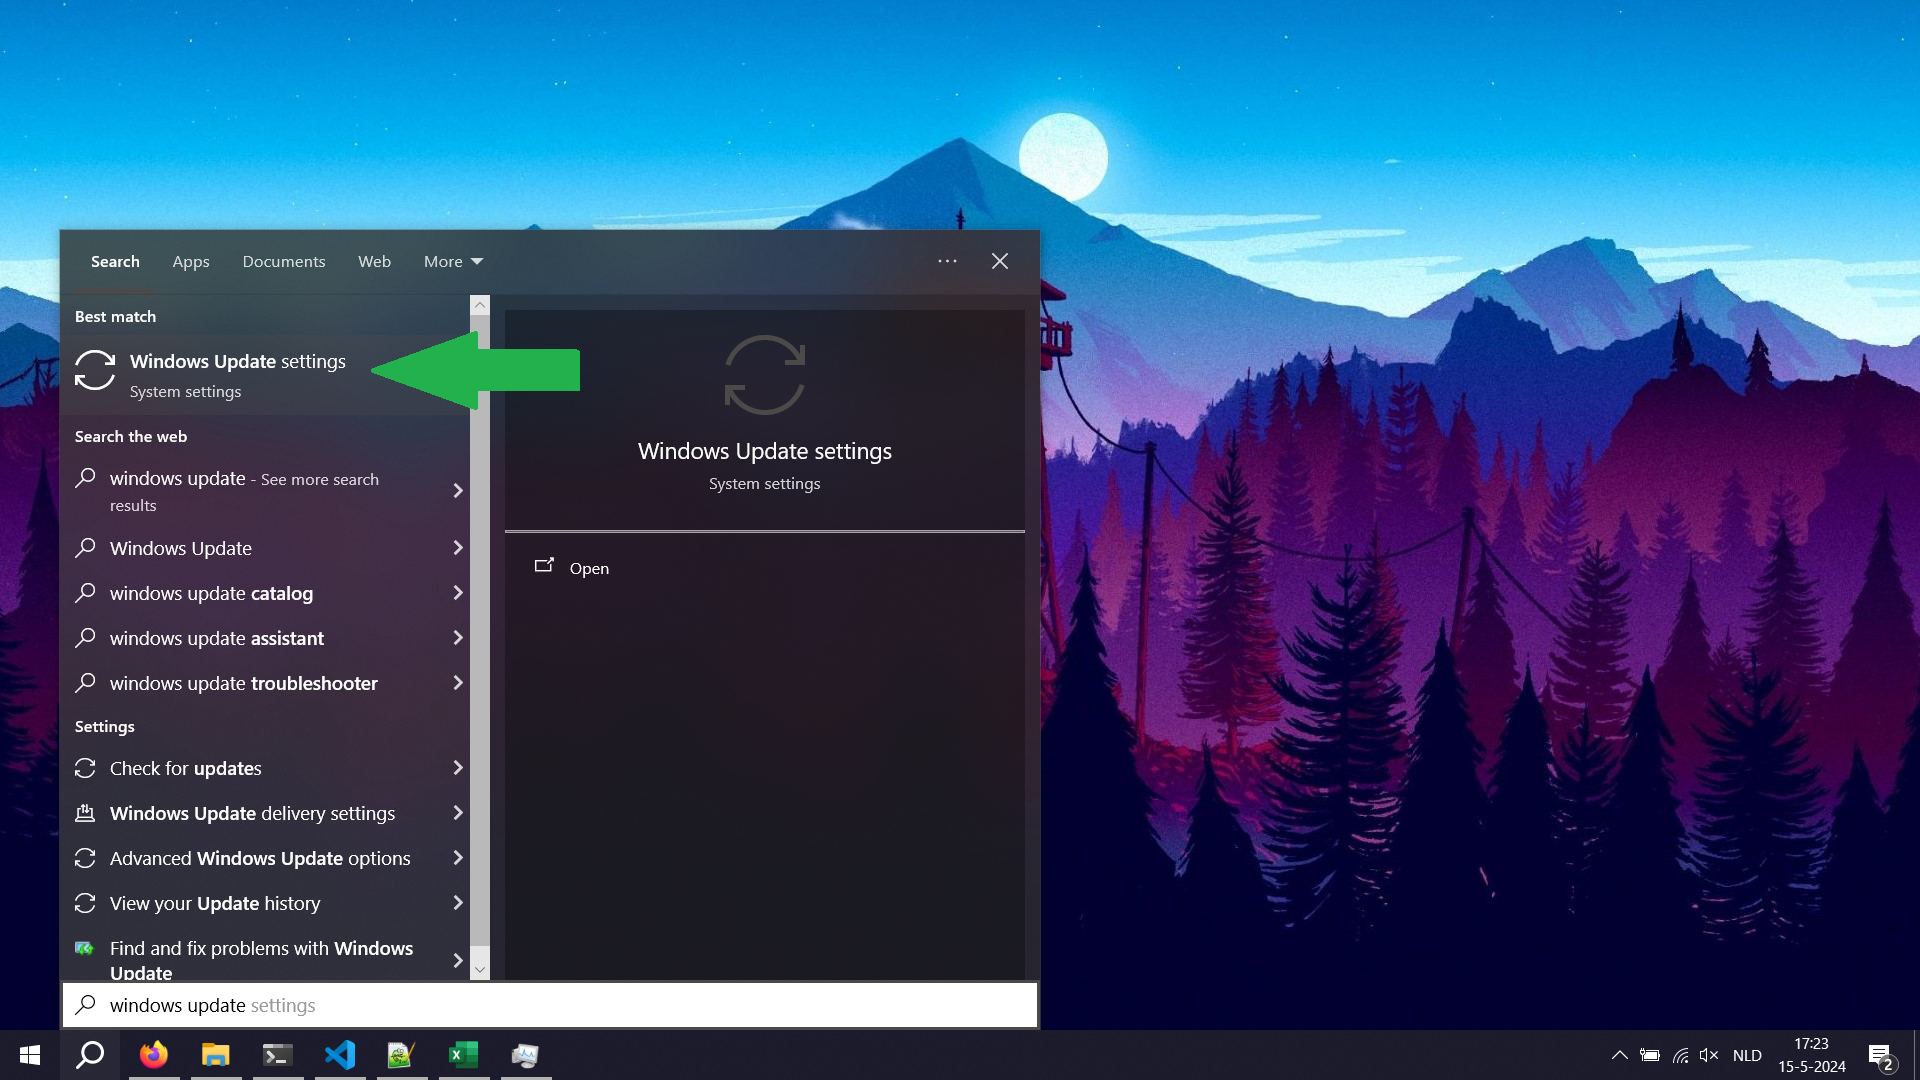 Search Apps Documents Web More
Best match
Windows Update settings
System settings
Search the web
windows update - See more search
results
Windows Update
windows update catalog
windows update assistant
windows update troubleshooter
Settings
Check for updates
Windows Update delivery settings
Advanced Windows Update options
View your Update history
Find and fix problems with Windows
Update
Windows Update settings
System settings
Open
windows update settings
NLD
17:23
15-5-2024
2